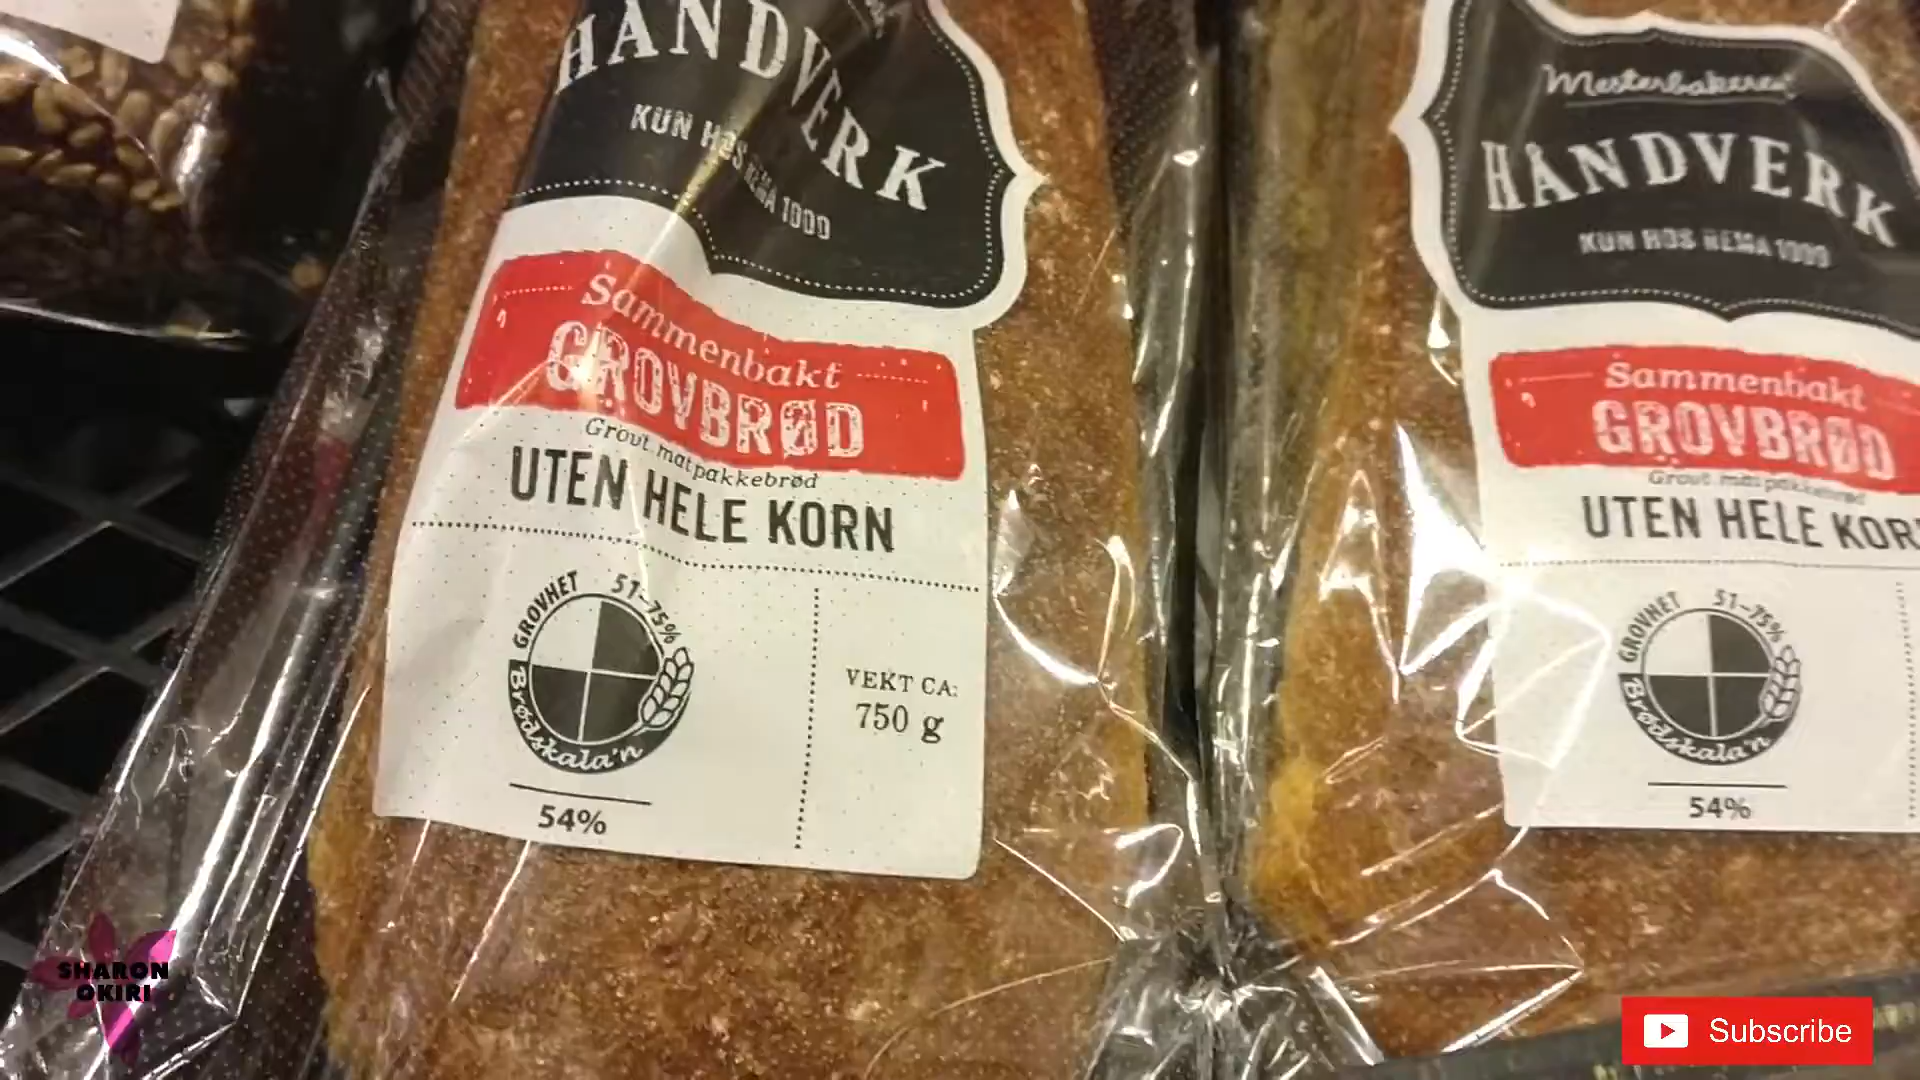 HÅNDVERK
KUN HOS REMA 1000
Sammenbakt
GROVBRØD
Grovt matpakkebrød
UTEN HELE KORN
GROVHET 51-75%
Brødskala'n
54%
VEKT CA:
750 g
Mesterbakeren
HÅNDVERK
KUN HOS REMA 1000
Sammenbakt
GROVBRØD
Grovt matpakkebrød
UTEN HELE KOR
GROVHET 51-75%
Brødskala'n
54%
SHARON
OKIRI
Subscribe